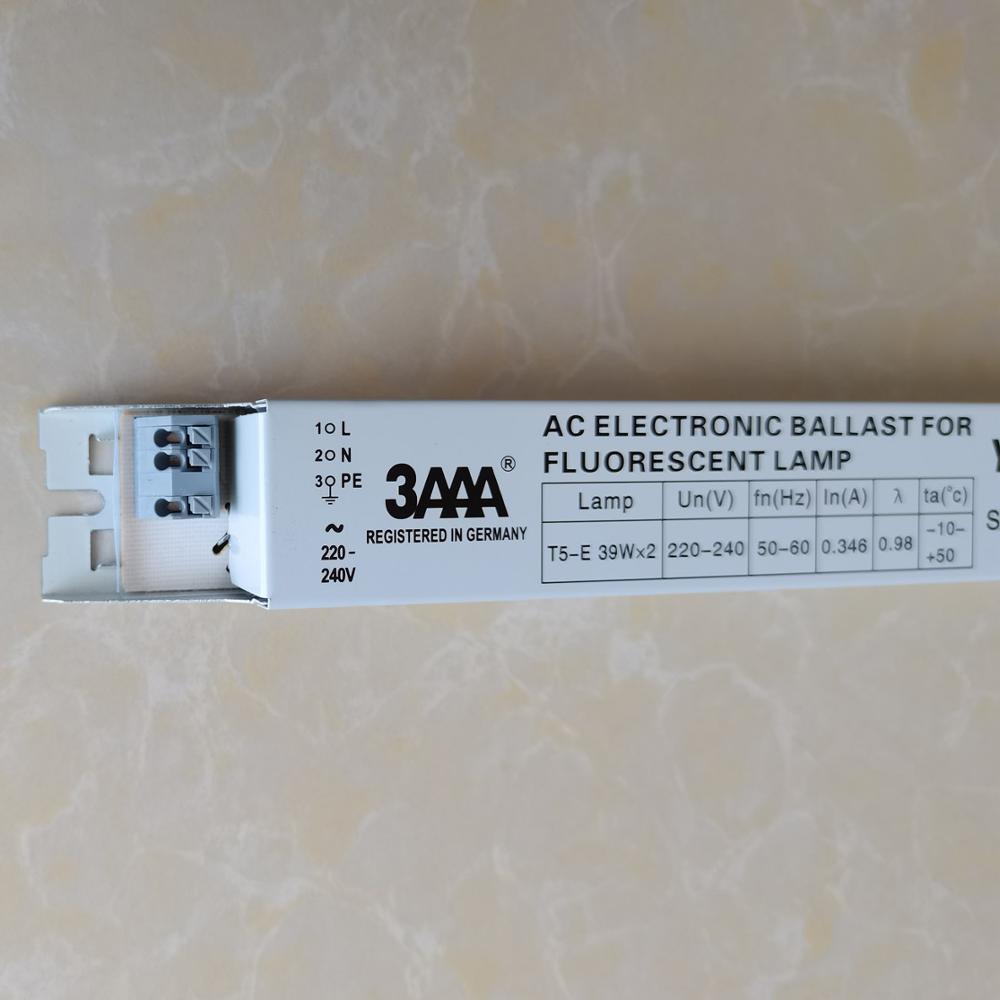 1 L
2 N
3 PE
~
220-
240V
3AAA®
REGISTERED IN GERMANY
AC ELECTRONIC BALLAST FOR
FLUORESCENT LAMP
Lamp Un(V) fn(Hz) In(A) λ ta(°c)
T5-E 39W×2 220-240 50-60 0.346 0.98 -10-
+50